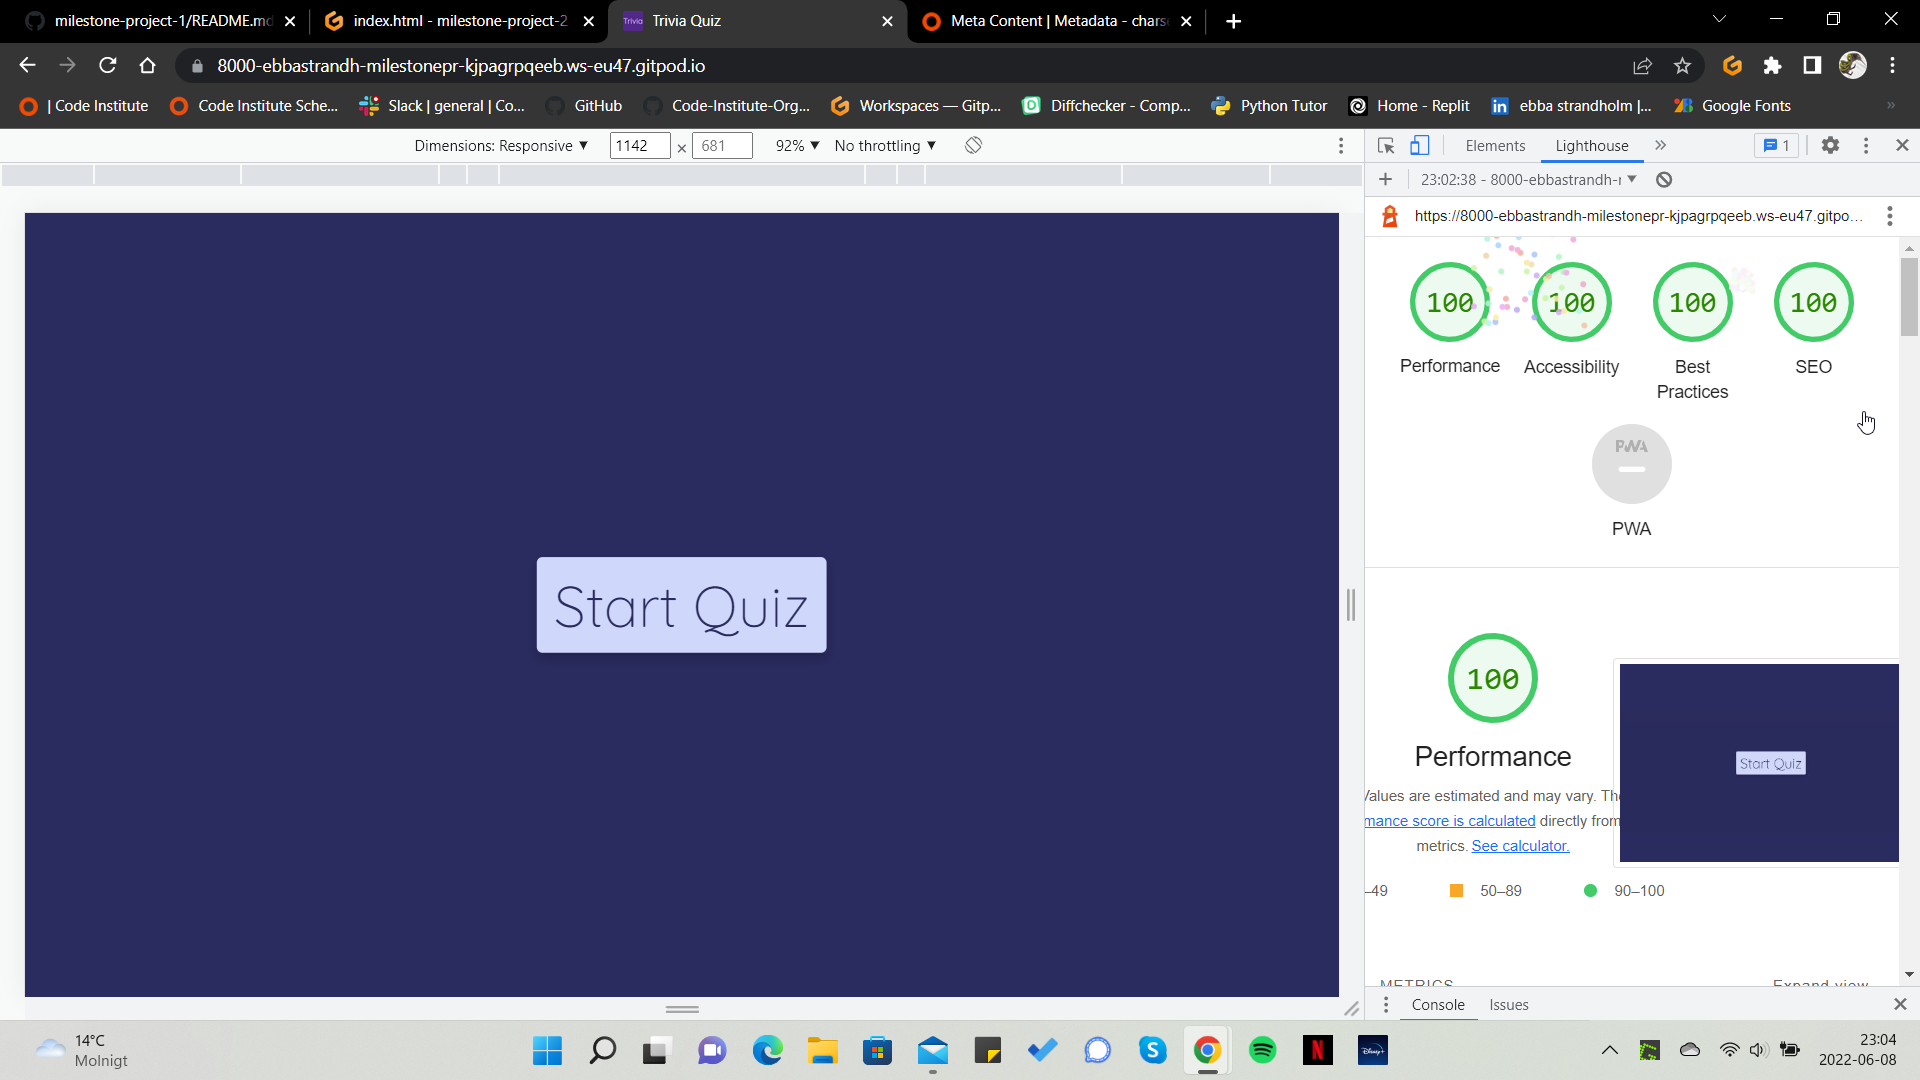 milestone-project-1/README.md
index.html - milestone-project-2
Trivia
Trivia Quiz
Meta Content | Metadata - chars
8000-ebbastrandh-milestonepr-kjpagrpqeeb.ws-eu47.gitpod.io
| Code Institute
Code Institute Sche...
Slack | general | Co...
GitHub
Code-Institute-Org...
Workspaces — Gitp...
Diffchecker - Comp...
Python Tutor
Home - Replit
ebba strandholm |...
Google Fonts
»
Dimensions: Responsive ▼ 1142 × 681 92% ▼ No throttling ▼
Elements Lighthouse » 1
23:02:38 - 8000-ebbastrandh-r ▼
https://8000-ebbastrandh-milestonepr-kjpagrpqeeb.ws-eu47.gitpo...
100 100 100 100
Performance Accessibility Best Practices SEO
PWA
PWA
Start Quiz
100
Performance
Values are estimated and may vary. The
mance score is calculated directly from
metrics. See calculator.
Start Quiz
–49 50–89 90–100
METRICS Expand view
Console Issues
14°C
Molnigt
Disney+
N
S
23:04
2022-06-08